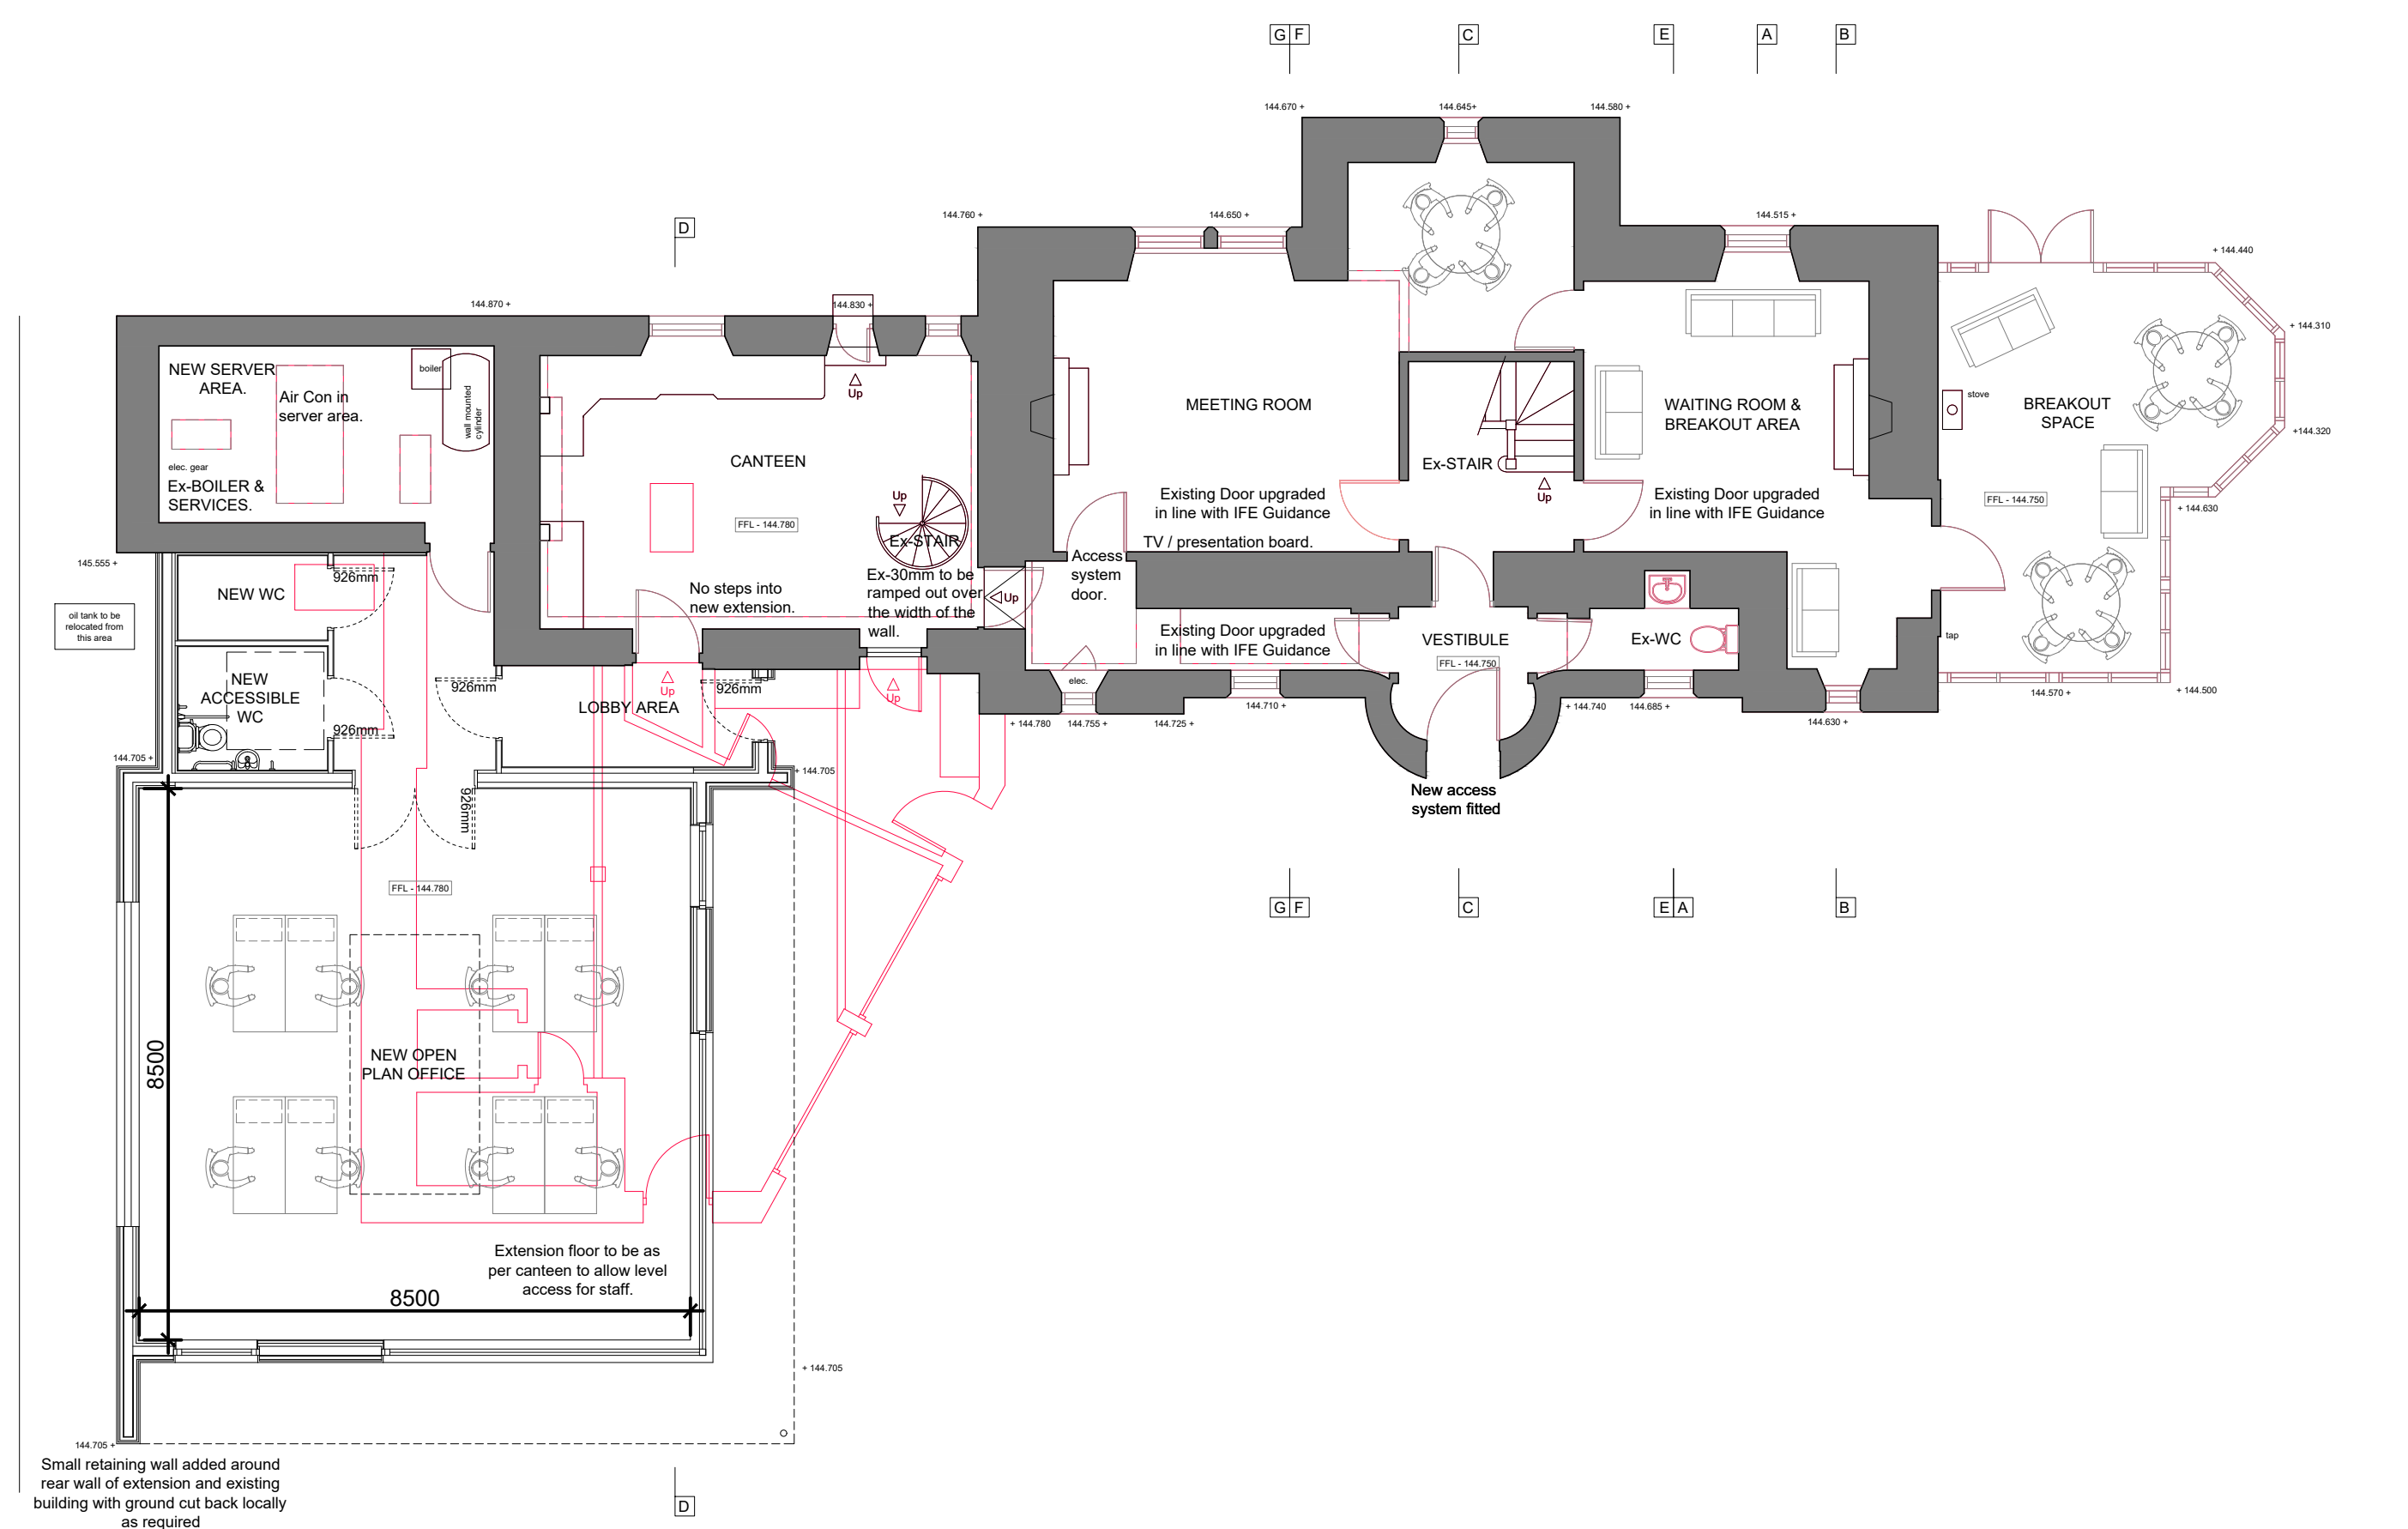 G F
C
E
A
B
144.670 +
144.645+
144.580 +
D
144.760 +
144.650 +
144.515 +
+ 144.440
144.870 +
144.830 +
+ 144.310
NEW SERVER
AREA.
Air Con in
server area.
boiler
wall mounted
cylinder
elec. gear
Ex-BOILER &
SERVICES.
Up
CANTEEN
FFL - 144.780
Up
Ex-STAIR
MEETING ROOM
Existing Door upgraded
in line with IFE Guidance
TV / presentation board.
Ex-STAIR
Up
WAITING ROOM &
BREAKOUT AREA
Existing Door upgraded
in line with IFE Guidance
stove
BREAKOUT
SPACE
FFL - 144.750
+144.320
+ 144.630
145.555 +
NEW WC
926mm
No steps into
new extension.
Ex-30mm to be
ramped out over
the width of the
wall.
Up
Access
system
door.
Existing Door upgraded
in line with IFE Guidance
VESTIBULE
FFL - 144.750
Ex-WC
tap
oil tank to be
relocated from
this area
NEW
ACCESSIBLE
WC
926mm
926mm
LOBBY AREA
Up
926mm
Up
elec.
+ 144.780
144.755 +
144.725 +
144.710 +
+ 144.740
144.685 +
144.630 +
144.570 +
+ 144.500
144.705 +
+ 144.705
New access
system fitted
926mm
FFL - 144.780
G F
C
E A
B
NEW OPEN
PLAN OFFICE
8500
Extension floor to be as
per canteen to allow level
access for staff.
8500
+ 144.705
144.705 +
Small retaining wall added around
rear wall of extension and existing
building with ground cut back locally
as required
D